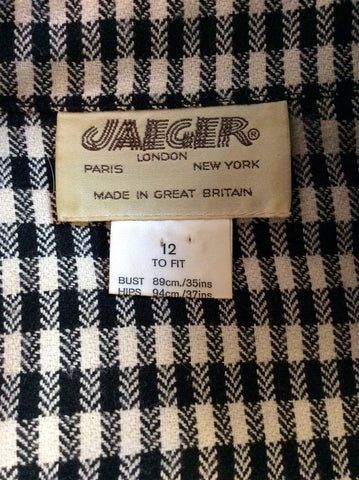 JAEGER®
LONDON
PARIS NEW YORK
MADE IN GREAT BRITAIN
12
TO FIT
BUST 89cm./35ins
HIPS 94cm./37ins